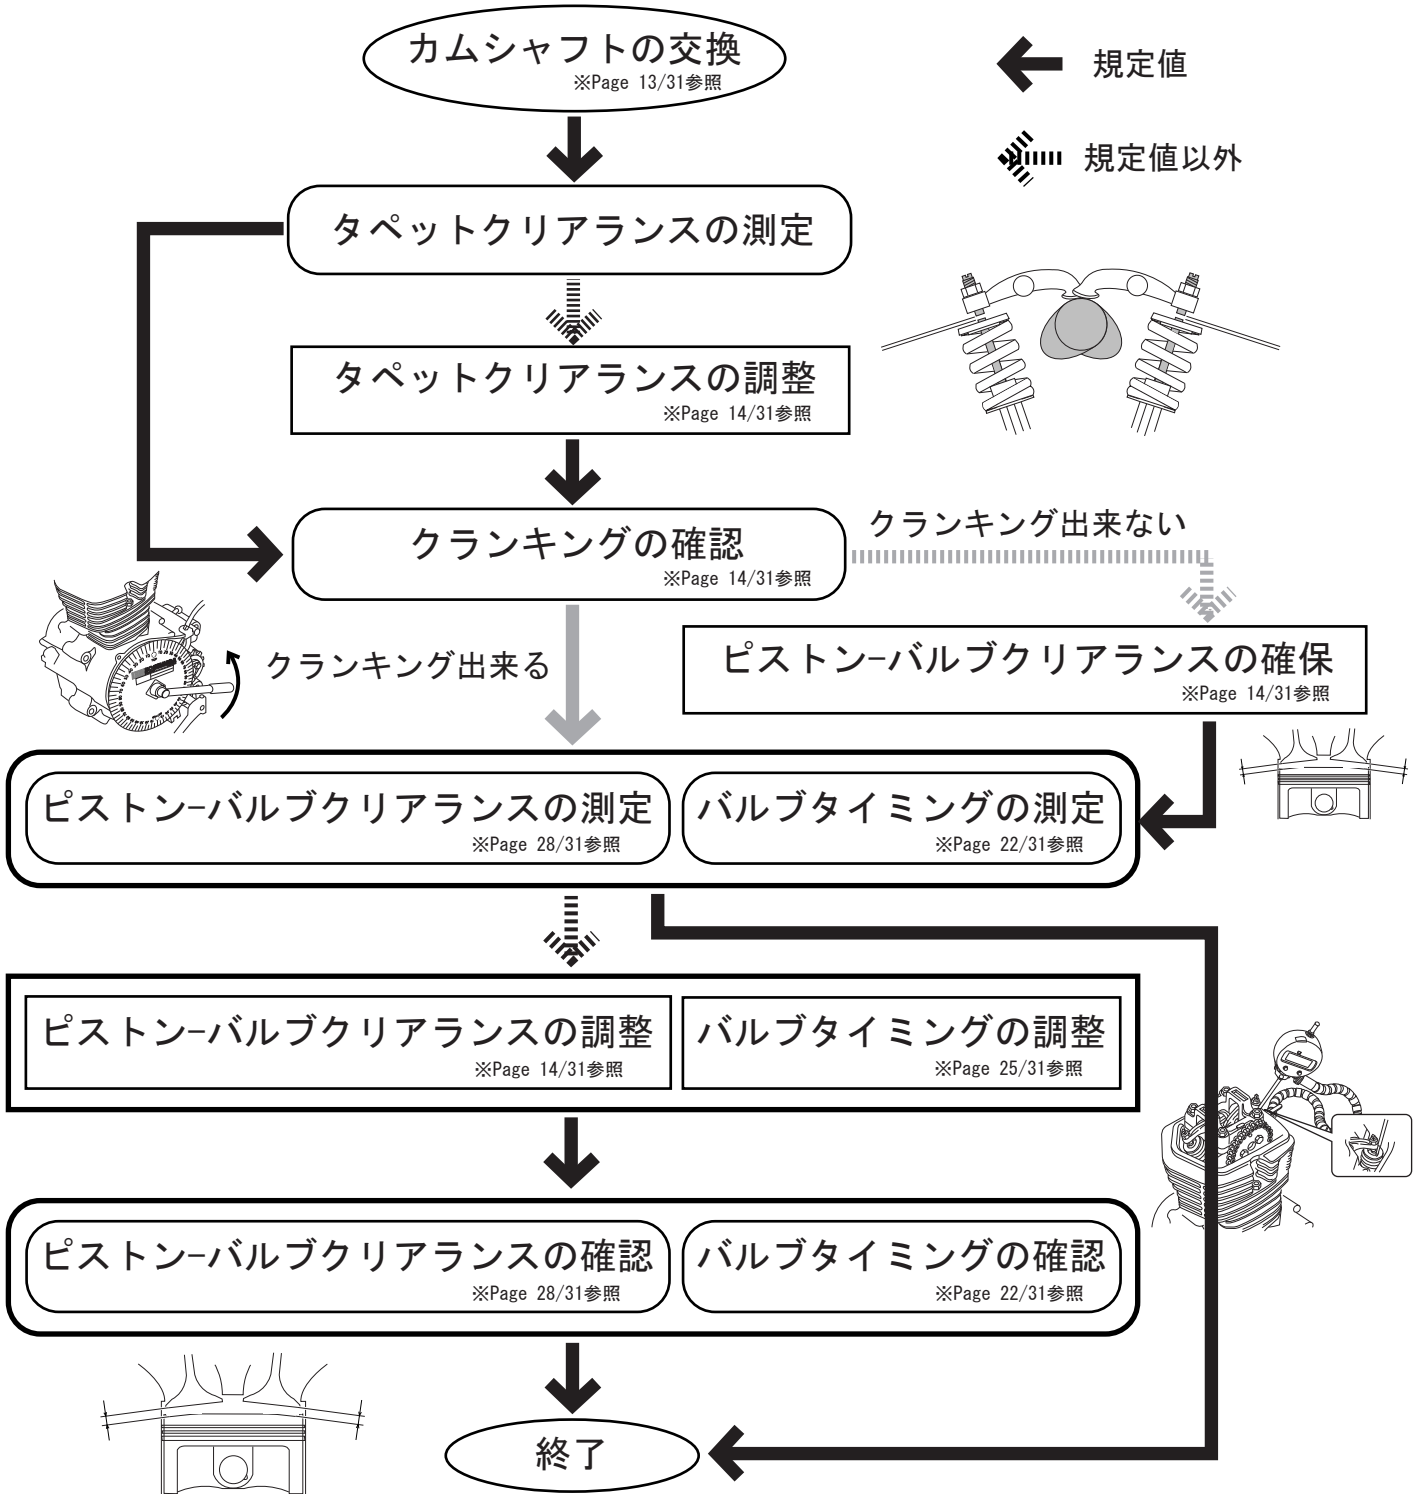 カムシャフトの交換
※Page 13/31参照
規定値
規定値以外
タペットクリアランスの測定
タペットクリアランスの調整
※Page 14/31参照
クランキングの確認
※Page 14/31参照
クランキング出来ない
クランキング出来る
ピストン-バルブクリアランスの確保
※Page 14/31参照
ピストン-バルブクリアランスの測定
※Page 28/31参照
バルブタイミングの測定
※Page 22/31参照
ピストン-バルブクリアランスの調整
※Page 14/31参照
バルブタイミングの調整
※Page 25/31参照
ピストン-バルブクリアランスの確認
※Page 28/31参照
バルブタイミングの確認
※Page 22/31参照
終了